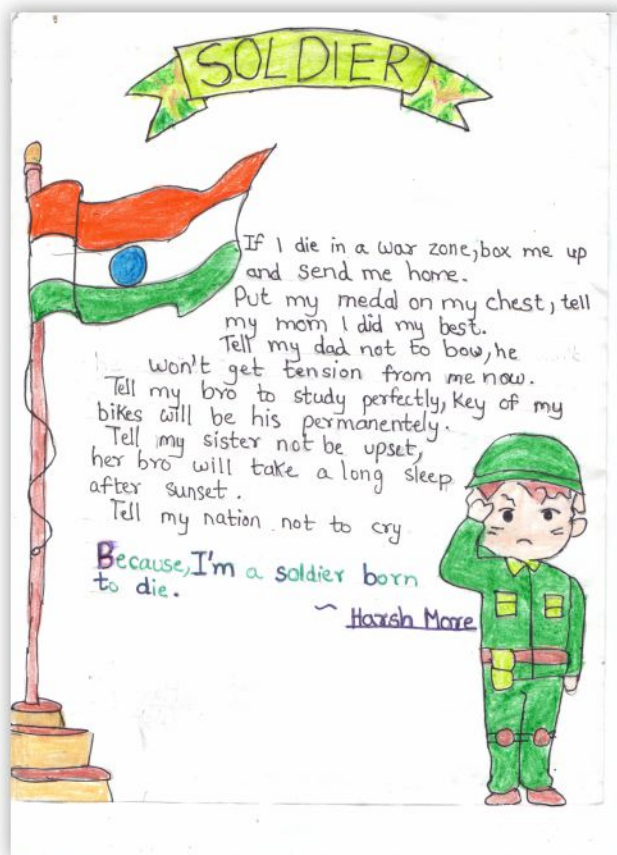 SOLDIER
If I die in a war zone, box me up
and send me home.
Put my medal on my chest, tell
my mom I did my best.
Tell my dad not to bow, he
won't get tension from me now.
Tell my bro to study perfectly, Key of my
bikes will be his permanentely.
Tell my sister not be upset,
her bro will take a long sleep
after sunset.
Tell my nation not to cry
Because, I'm a soldier born
to die.
~ Harsh More